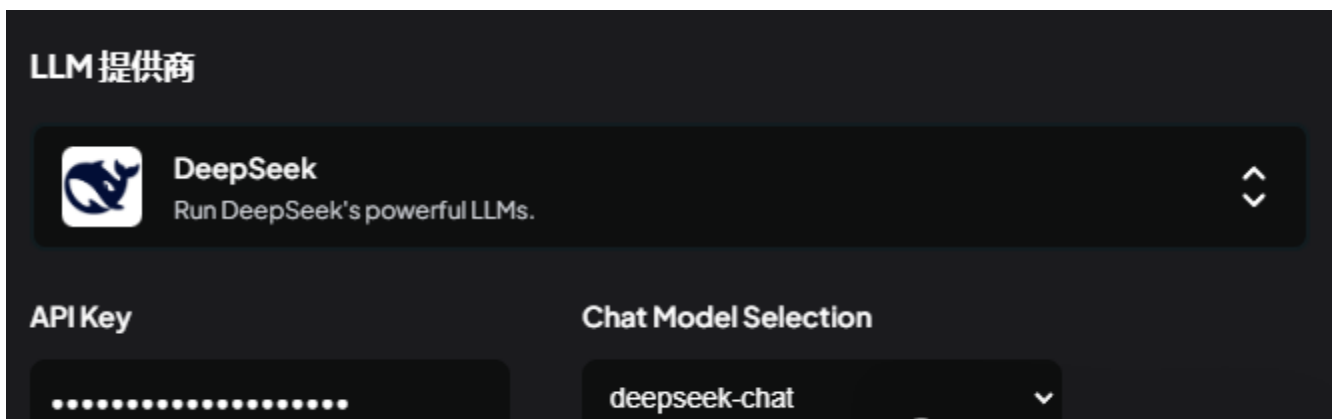 LLM 提供商
DeepSeek
Run DeepSeek's powerful LLMs.
API Key
Chat Model Selection
••••••••••••••••••••
deepseek-chat